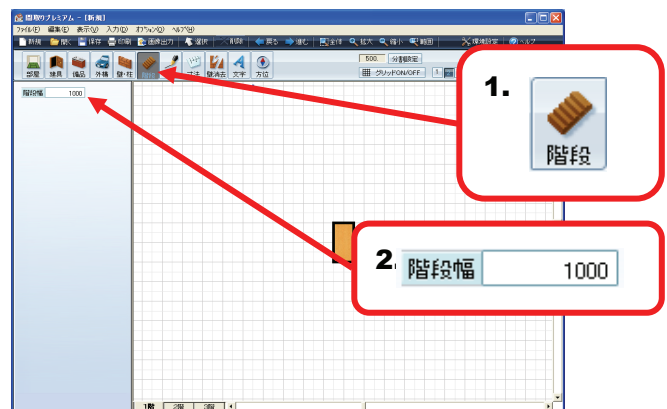 間取りプレミアム - [新規]
ファイル(F) 編集(E) 表示(V) 入力(D) オプション(O) ヘルプ(H)
新規 開く 保存 印刷 画像出力 選択 削除 戻る 進む 全体 拡大 縮小 範囲 環境設定 ヘルプ
部屋 建具 備品 外構 壁・柱 階段 寸法 壁消去 文字 方位
500. 分割設定
グリッドON/OFF 1
階段幅 1000
1.
階段
2.
階段幅 1000
1階 2階 3階